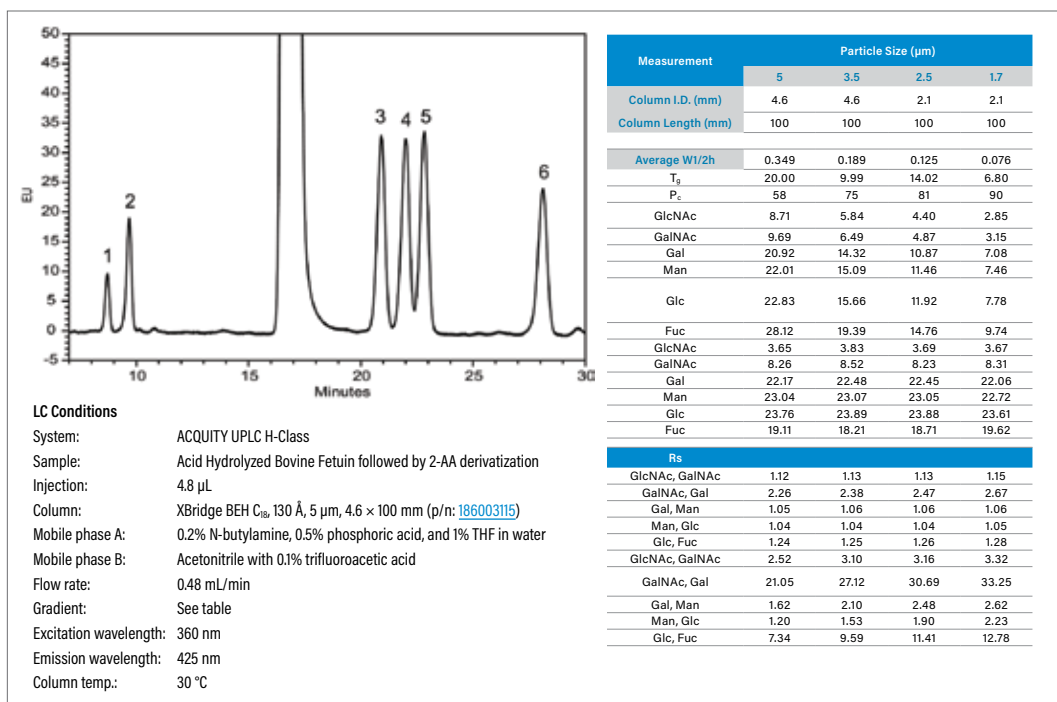 50
45
40
35
30
25
20
15
10
5
0
-5
EU
1
2
3
4
5
6
10
15
20
25
30
Minutes
LC Conditions
System: ACQUITY UPLC H-Class
Sample: Acid Hydrolyzed Bovine Fetuin followed by 2-AA derivatization
Injection: 4.8 µL
Column: XBridge BEH C18, 130 Å, 5 µm, 4.6 × 100 mm (p/n: 186003115)
Mobile phase A: 0.2% N-butylamine, 0.5% phosphoric acid, and 1% THF in water
Mobile phase B: Acetonitrile with 0.1% trifluoroacetic acid
Flow rate: 0.48 mL/min
Gradient: See table
Excitation wavelength: 360 nm
Emission wavelength: 425 nm
Column temp.: 30 °C
Measurement Particle Size (µm)
5 3.5 2.5 1.7
Column I.D. (mm) 4.6 4.6 2.1 2.1
Column Length (mm) 100 100 100 100
Average W1/2h 0.349 0.189 0.125 0.076
Tg 20.00 9.99 14.02 6.80
Pc 58 75 81 90
GlcNAc 8.71 5.84 4.40 2.85
GalNAc 9.69 6.49 4.87 3.15
Gal 20.92 14.32 10.87 7.08
Man 22.01 15.09 11.46 7.46
Glc 22.83 15.66 11.92 7.78
Fuc 28.12 19.39 14.76 9.74
GlcNAc 3.65 3.83 3.69 3.67
GalNAc 8.26 8.52 8.23 8.31
Gal 22.17 22.48 22.45 22.06
Man 23.04 23.07 23.05 22.72
Glc 23.76 23.89 23.88 23.61
Fuc 19.11 18.21 18.71 19.62
Rs
GlcNAc, GalNAc 1.12 1.13 1.13 1.15
GalNAc, Gal 2.26 2.38 2.47 2.67
Gal, Man 1.05 1.06 1.06 1.06
Man, Glc 1.04 1.04 1.04 1.05
Glc, Fuc 1.24 1.25 1.26 1.28
GlcNAc, GalNAc 2.52 3.10 3.16 3.32
GalNAc, Gal 21.05 27.12 30.69 33.25
Gal, Man 1.62 2.10 2.48 2.62
Man, Glc 1.20 1.53 1.90 2.23
Glc, Fuc 7.34 9.59 11.41 12.78